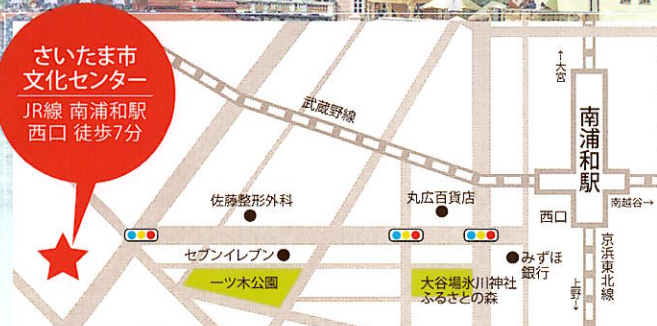 さいたま市
文化センター
JR線 南浦和駅
西口 徒歩7分
武蔵野線
←大宮
南浦和駅
南越谷→
西口
京浜東北線
上野→
佐藤整形外科
丸広百貨店
セブンイレブン
みずほ
銀行
一ツ木公園
大谷場氷川神社
ふるさとの森